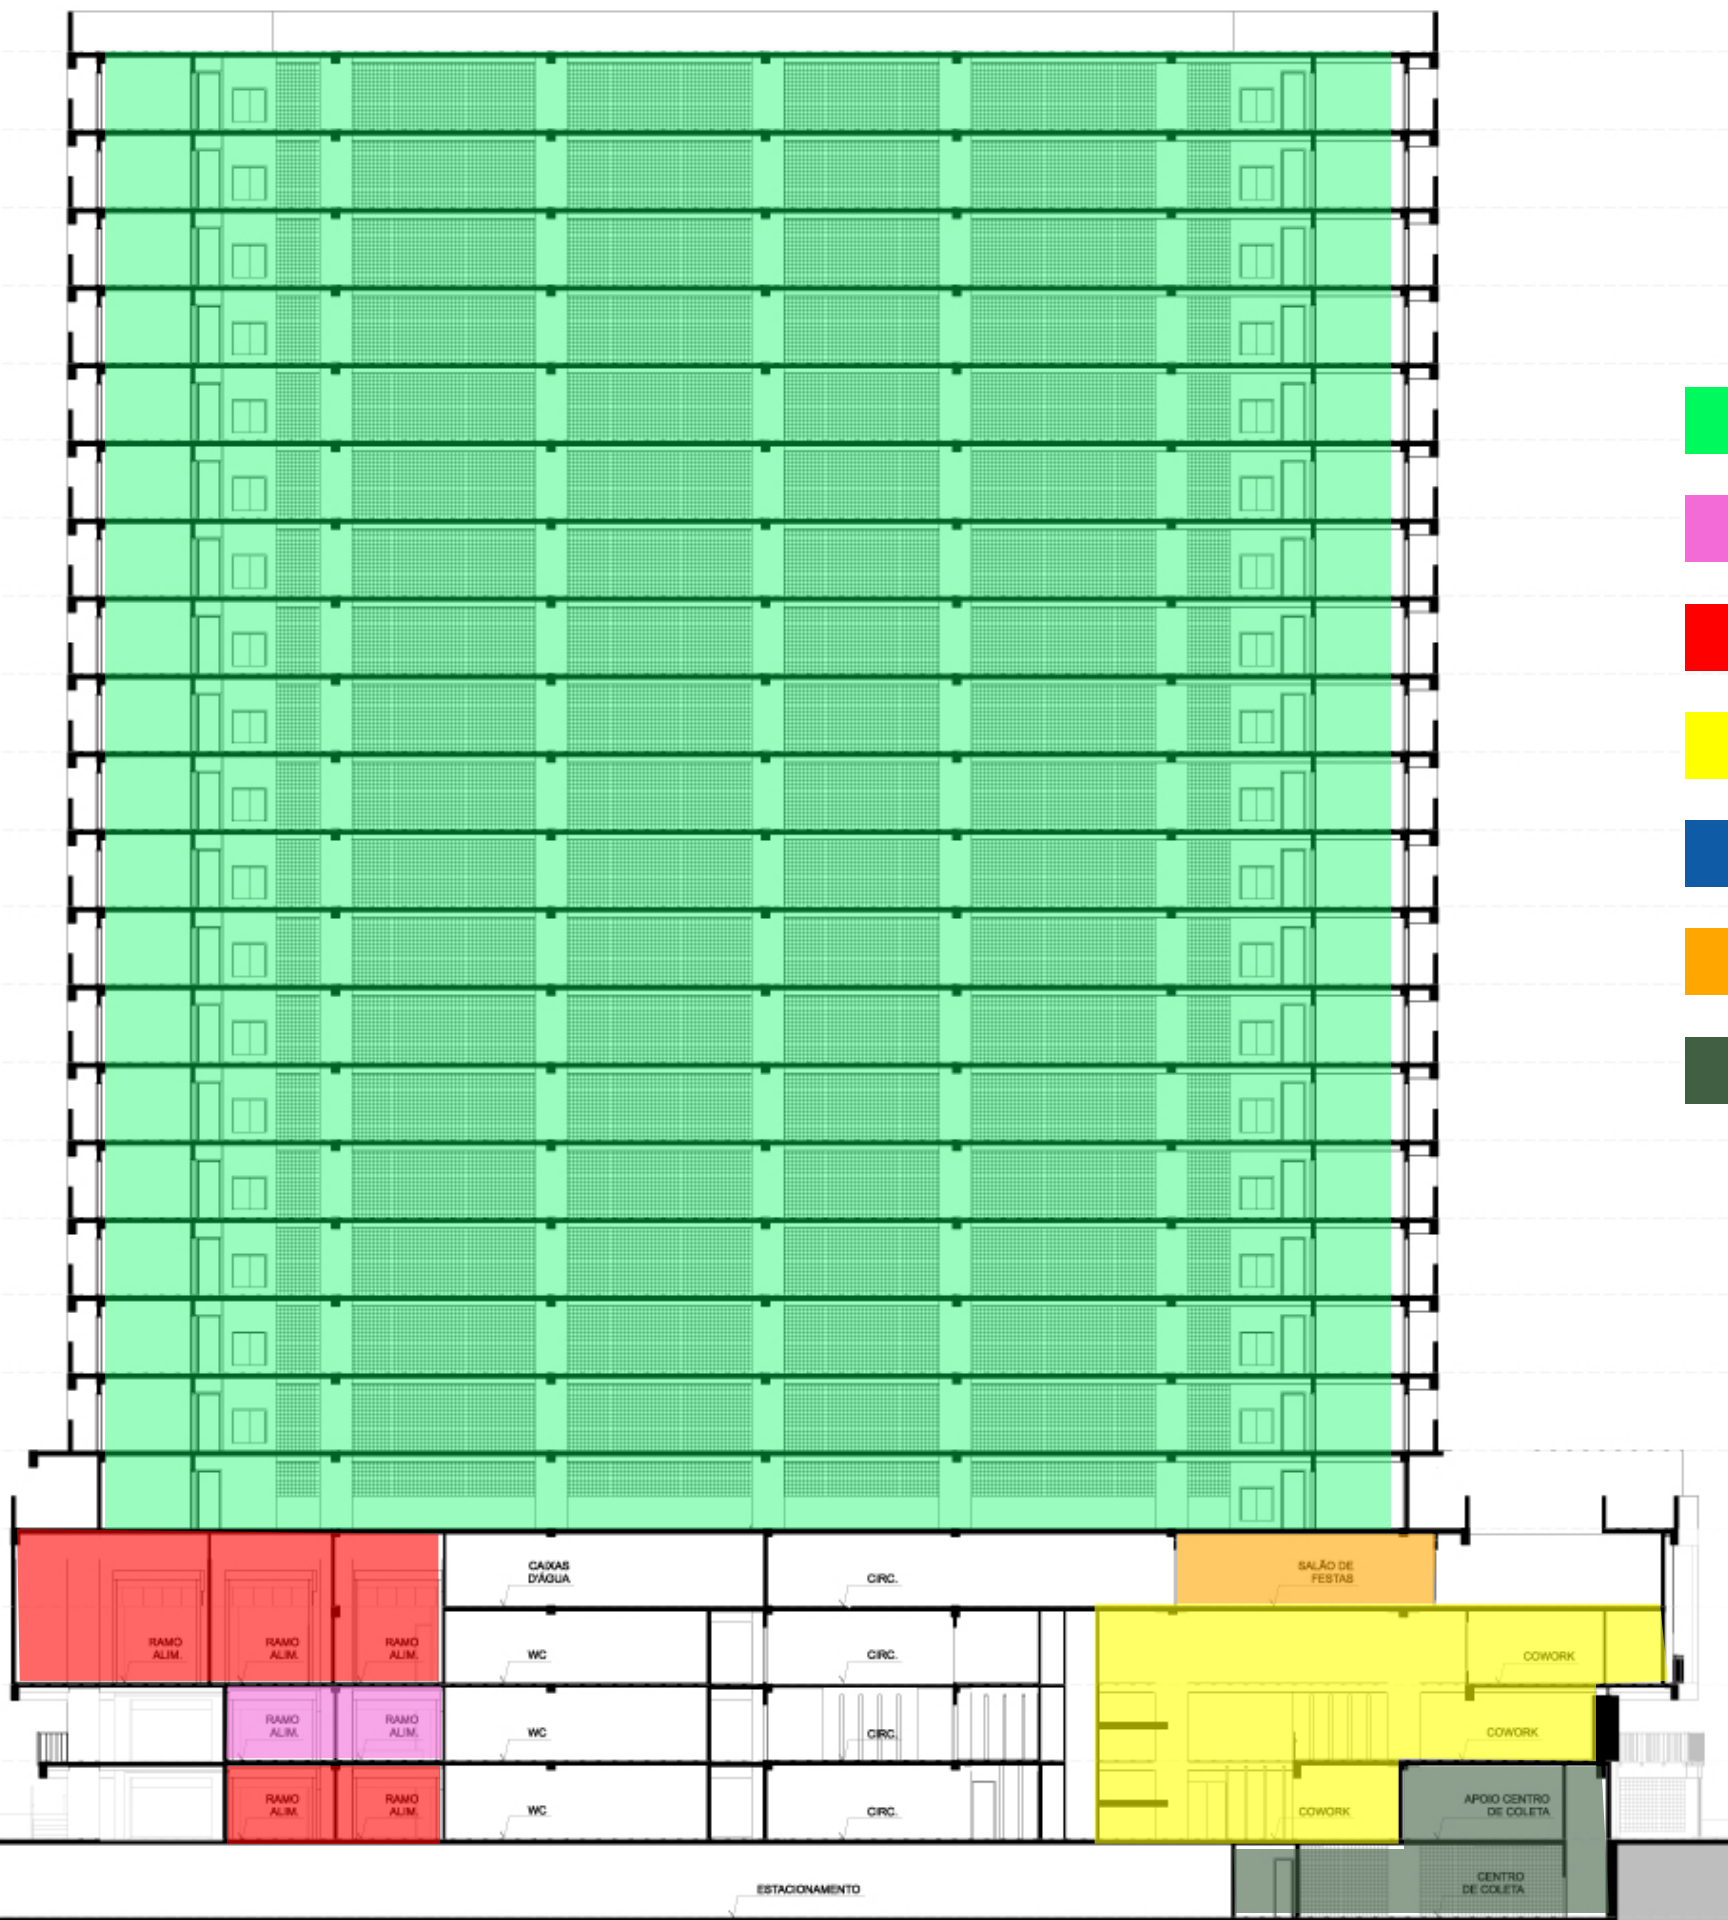 CAIXAS
D'ÁGUA
CIRC.
SALÃO DE
FESTAS
RAMO
ALIM.
RAMO
ALIM.
RAMO
ALIM.
WC
CIRC.
COWORK
RAMO
ALIM.
RAMO
ALIM.
WC
CIRC.
COWORK
RAMO
ALIM.
RAMO
ALIM.
WC
CIRC.
COWORK
APOIO CENTRO
DE COLETA
ESTACIONAMENTO
CENTRO
DE COLETA